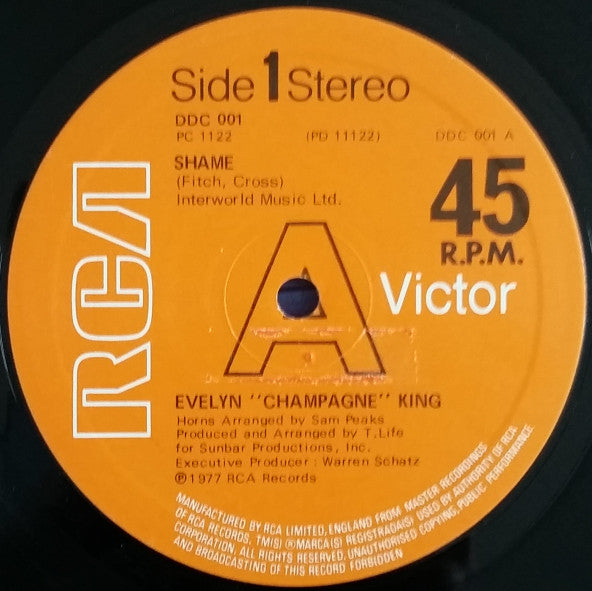 Side 1 Stereo
DDC 001
PC 1122 (PD 11122) DDC 001 A
SHAME
(Fitch, Cross)
Interworld Music Ltd.
45
R.P.M.
RCA
A
Victor
EVELYN "CHAMPAGNE" KING
Horns Arranged by Sam Peaks
Produced and Arranged by T,Life
for Sunbar Productions, Inc.
Executive Producer : Warren Schatz
℗1977 RCA Records
MANUFACTURED BY RCA LIMITED, ENGLAND FROM MASTER RECORDINGS
OF RCA RECORDS. TM(S) ®MARCA(S) REGISTRADA(S) USED BY AUTHORITY OF RCA
CORPORATION. ALL RIGHTS RESERVED. UNAUTHORISED COPYING, PUBLIC PERFORMANCE
AND BROADCASTING OF THIS RECORD FORBIDDEN